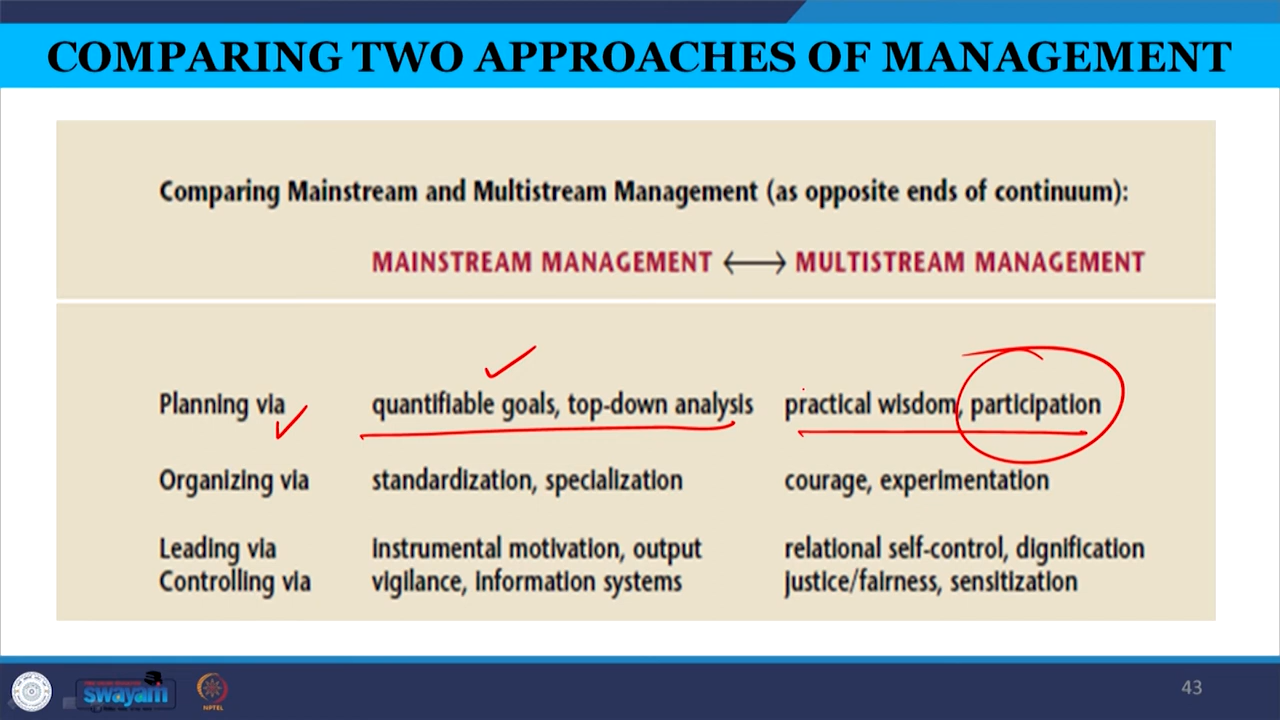 COMPARING TWO APPROACHES OF MANAGEMENT
Comparing Mainstream and Multistream Management (as opposite ends of continuum):
MAINSTREAM MANAGEMENT ⟷ MULTISTREAM MANAGEMENT
Planning via quantifiable goals, top-down analysis practical wisdom, participation
Organizing via standardization, specialization courage, experimentation
Leading via instrumental motivation, output relational self-control, dignification
Controlling via vigilance, information systems justice/fairness, sensitization
swayam NPTEL 43